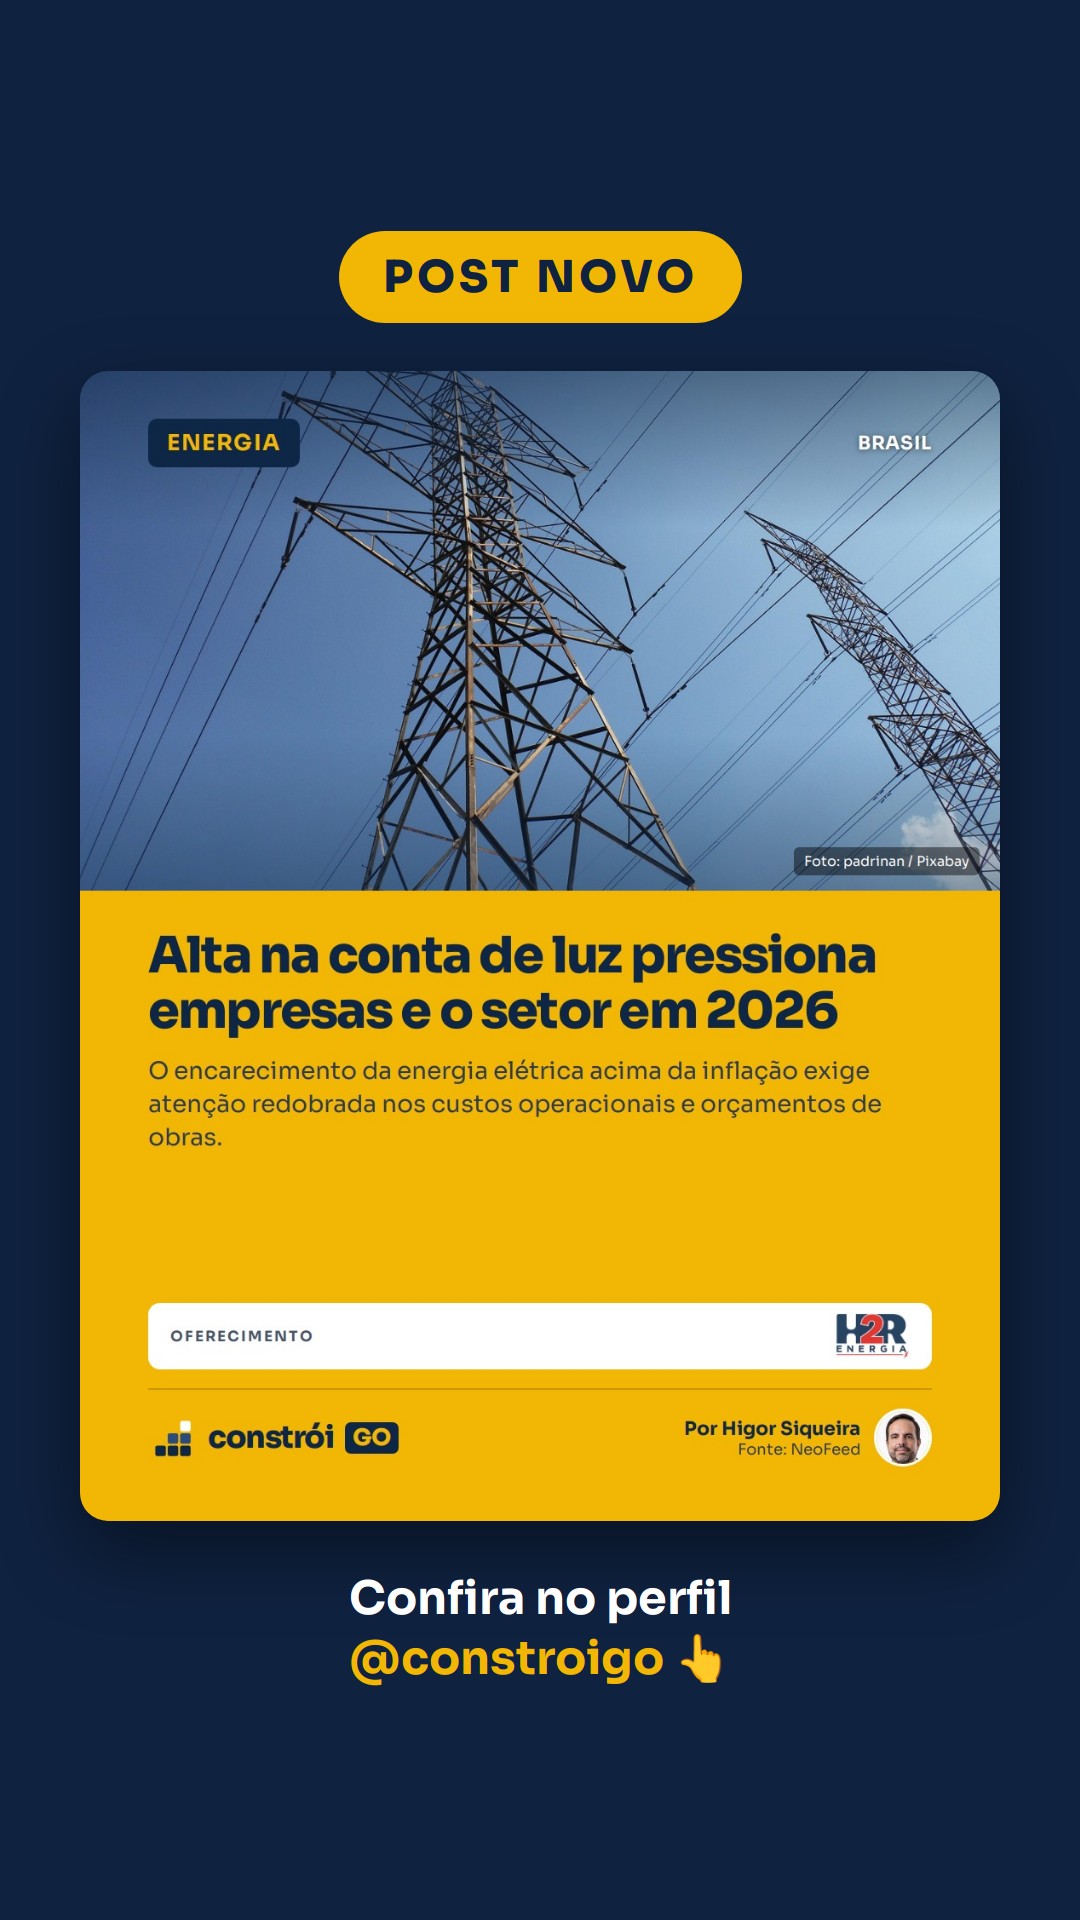 POST NOVO
ENERGIA
BRASIL
Foto: padrinan / Pixabay
Alta na conta de luz pressiona
empresas e o setor em 2026
O encarecimento da energia elétrica acima da inflação exige
atenção redobrada nos custos operacionais e orçamentos de
obras.
OFERECIMENTO
H2R
ENERGIA
constrói GO
Por Higor Siqueira
Fonte: NeoFeed
Confira no perfil
@constroigo 👆